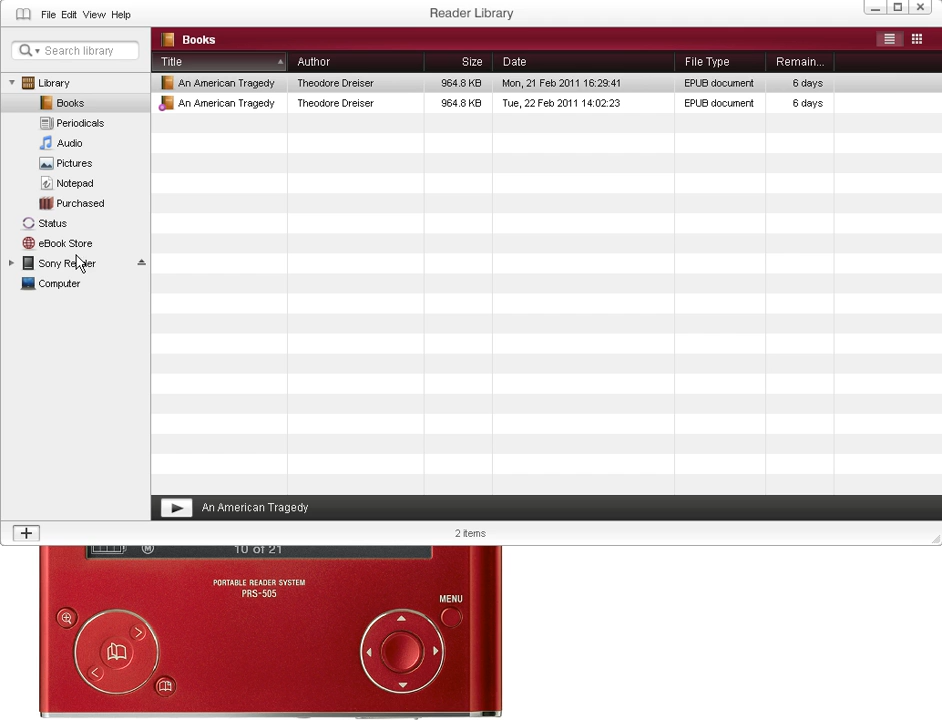 Reader Library
File Edit View Help
Search library
Books
Title Author Size Date File Type Remain...
An American Tragedy Theodore Dreiser 964.8 KB Mon, 21 Feb 2011 16:29:41 EPUB document 6 days
An American Tragedy Theodore Dreiser 964.8 KB Tue, 22 Feb 2011 14:02:23 EPUB document 6 days
Library
Books
Periodicals
Audio
Pictures
Notepad
Purchased
Status
eBook Store
Sony Reader
Computer
An American Tragedy
2 items
M 10 of 21
PORTABLE READER SYSTEM
PRS-505
MENU